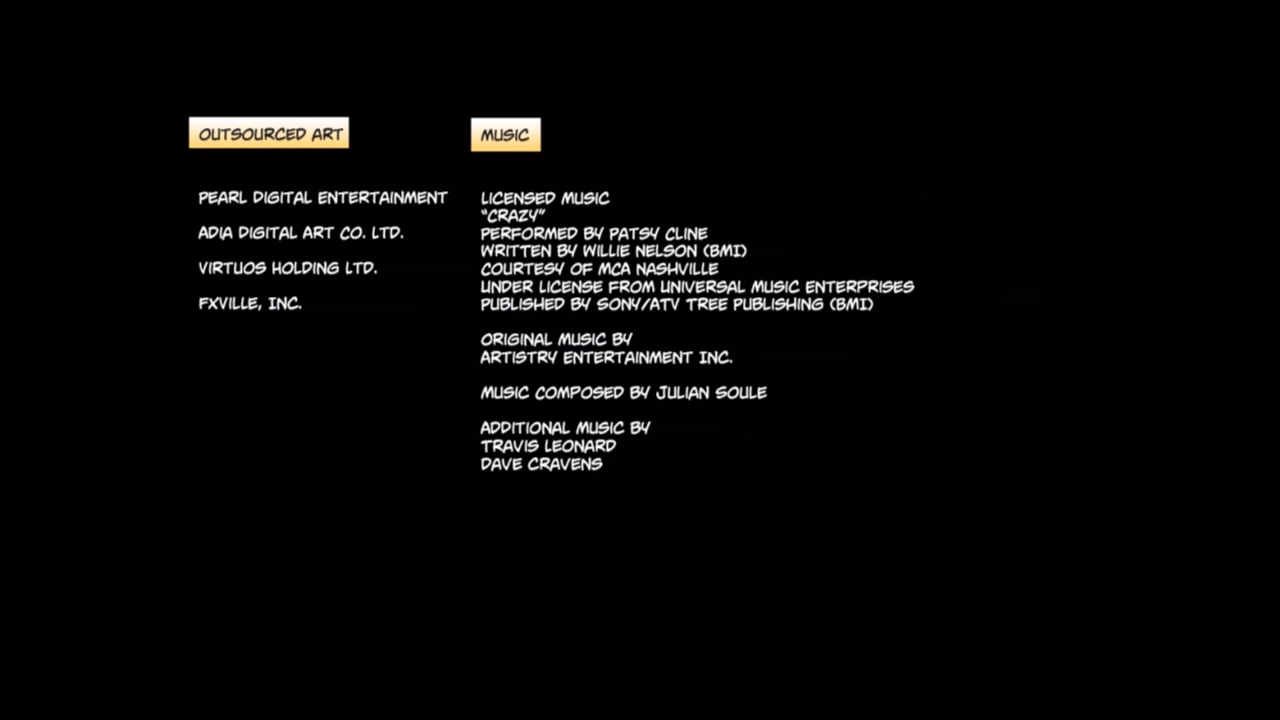 OUTSOURCED ART
PEARL DIGITAL ENTERTAINMENT
ADIA DIGITAL ART CO. LTD.
VIRTUOS HOLDING LTD.
FXVILLE, INC.
MUSIC
LICENSED MUSIC
"CRAZY"
PERFORMED BY PATSY CLINE
WRITTEN BY WILLIE NELSON (BMI)
COURTESY OF MCA NASHVILLE
UNDER LICENSE FROM UNIVERSAL MUSIC ENTERPRISES
PUBLISHED BY SONY/ATV TREE PUBLISHING (BMI)
ORIGINAL MUSIC BY
ARTISTRY ENTERTAINMENT INC.
MUSIC COMPOSED BY JULIAN SOULE
ADDITIONAL MUSIC BY
TRAVIS LEONARD
DAVE CRAVENS